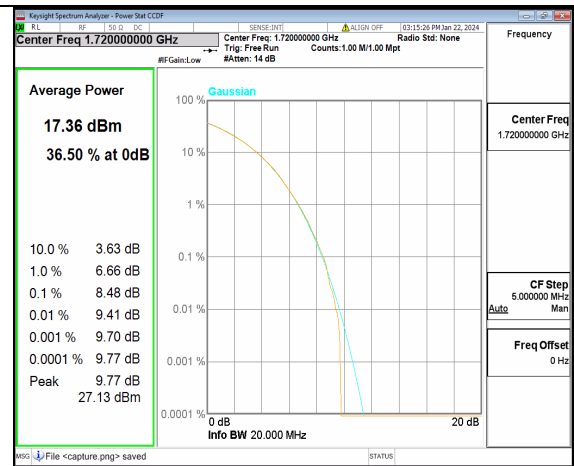 Keysight Spectrum Analyzer - Power Stat CCDF
RL RF 50 Ω DC SENSE:INT ALIGN OFF 03:15:26 PM Jan 22, 2024
Center Freq 1.720000000 GHz
Center Freq: 1.720000000 GHz Radio Std: None
Trig: Free Run Counts:1.00 M/1.00 Mpt
#IFGain:Low #Atten: 14 dB
Frequency
Average Power
17.36 dBm
36.50 % at 0dB
10.0 % 3.63 dB
1.0 % 6.66 dB
0.1 % 8.48 dB
0.01 % 9.41 dB
0.001 % 9.70 dB
0.0001 % 9.77 dB
Peak 9.77 dB
27.13 dBm
Gaussian
100 %
10 %
1 %
0.1 %
0.01 %
0.001 %
0.0001 %
0 dB 20 dB
Info BW 20.000 MHz
Center Freq
1.720000000 GHz
CF Step
5.000000 MHz
Auto Man
Freq Offset
0 Hz
MSG File <capture.png> saved STATUS